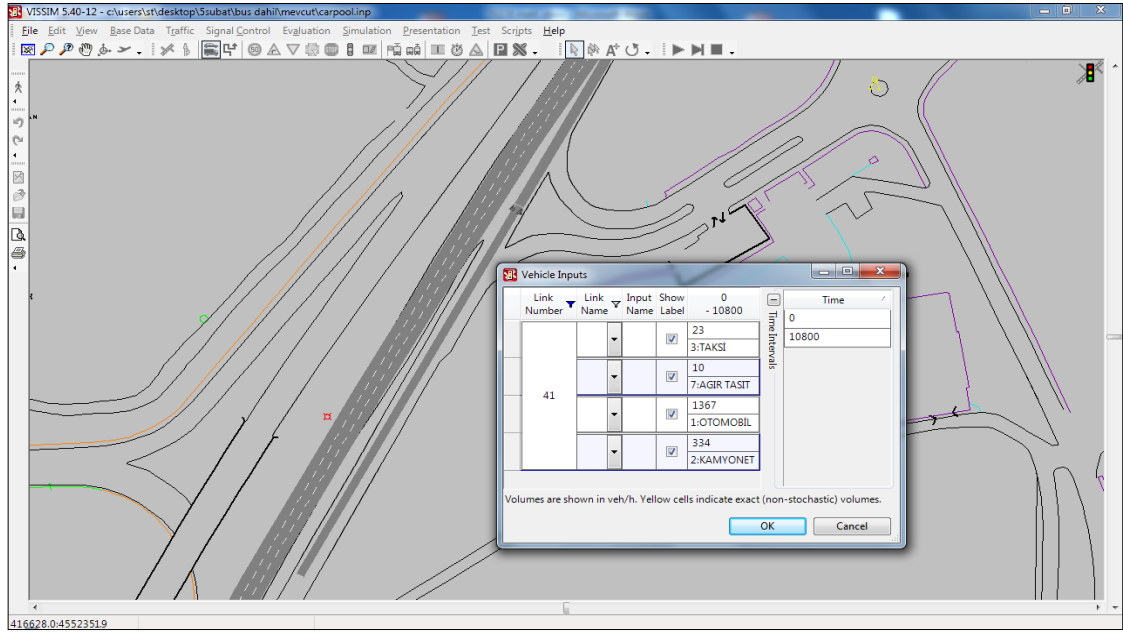 VISSIM 5.40-12 - c:\users\st\desktop\5subat\bus dahil\mevcut\carpool.inp
File Edit View Base Data Traffic Signal Control Evaluation Simulation Presentation Test Scripts Help
Vehicle Inputs
Link Number Link Name Input Name Show Label 0 - 10800
41
23
3:TAKSİ
10
7:AGIR TASIT
1367
1:OTOMOBİL
334
2:KAMYONET
Time Intervals
Time
0
10800
Volumes are shown in veh/h. Yellow cells indicate exact (non-stochastic) volumes.
OK Cancel
416628.0:4552351.9